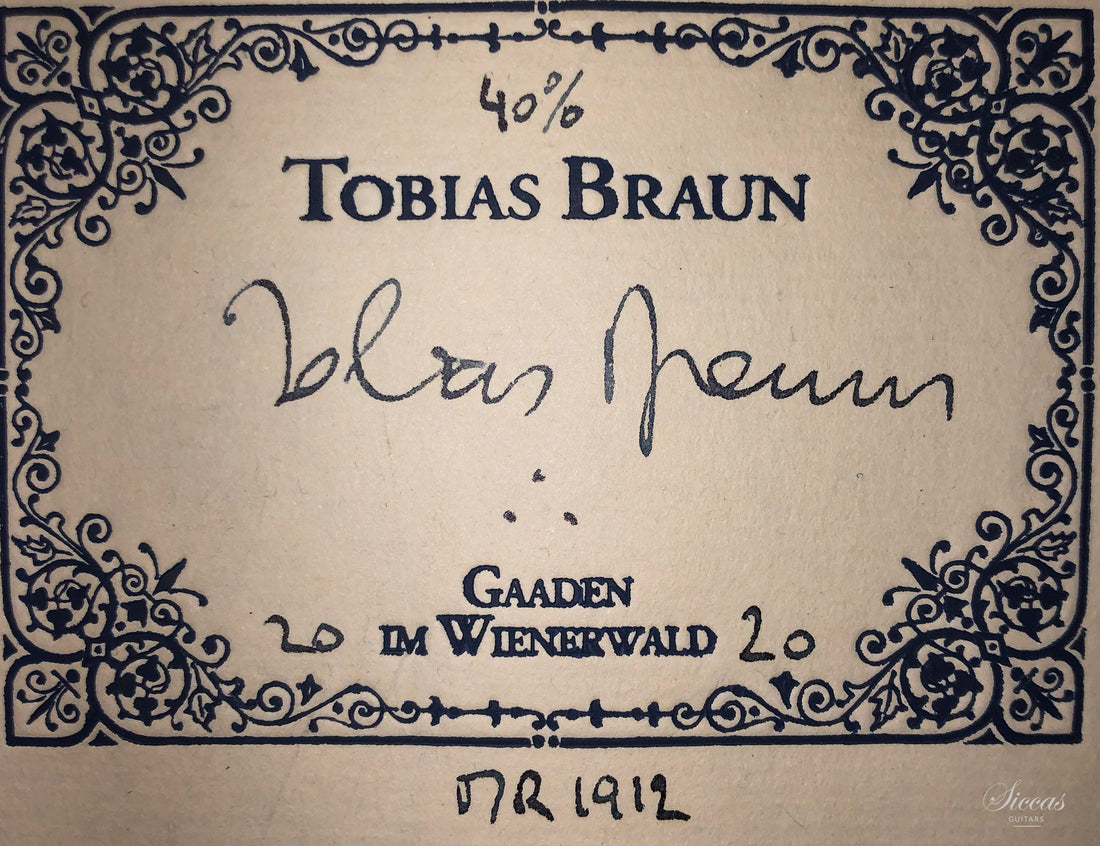 40%
TOBIAS BRAUN
Tobias Braun
GAADEN
20 IM WIENERWALD 20
MR 1912
Siccas
GUITARS